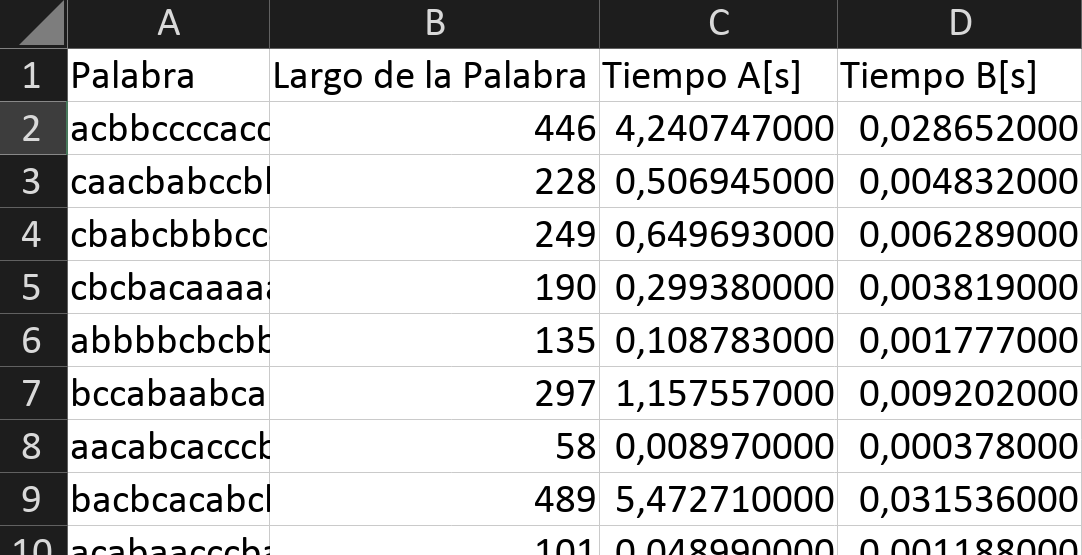 A B C D
1 Palabra Largo de la Palabra Tiempo A[s] Tiempo B[s]
2 acbbccccacc 446 4,240747000 0,028652000
3 caacbabccb 228 0,506945000 0,004832000
4 cbabcbbbcc 249 0,649693000 0,006289000
5 cbcbacaaaa 190 0,299380000 0,003819000
6 abbbbcbcbb 135 0,108783000 0,001777000
7 bccabaabca 297 1,157557000 0,009202000
8 aacabcacccb 58 0,008970000 0,000378000
9 bacbcacabc 489 5,472710000 0,031536000
10 acabaacccba 101 0,048990000 0,001188000